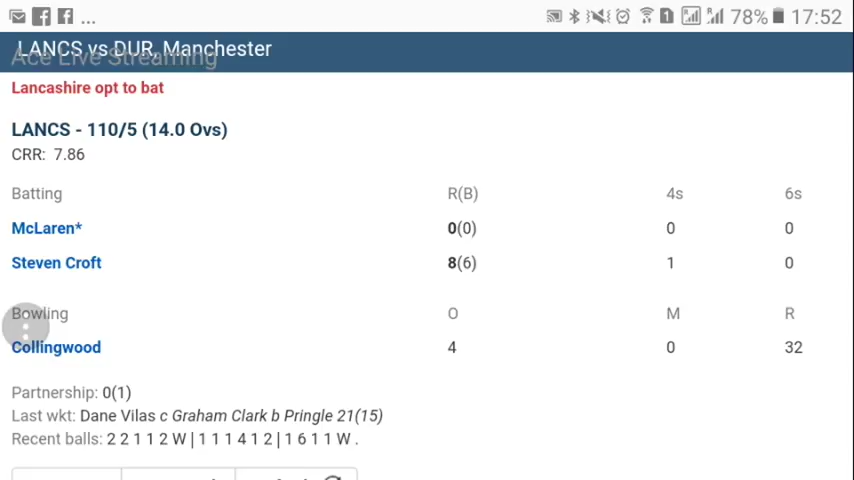 ... 1 78% 17:52
LANCS vs DUR, Manchester
Ace Live Streaming
Lancashire opt to bat
LANCS - 110/5 (14.0 Ovs)
CRR: 7.86
Batting R(B) 4s 6s
McLaren* 0(0) 0 0
Steven Croft 8(6) 1 0
Bowling O M R
Collingwood 4 0 32
Partnership: 0(1)
Last wkt: Dane Vilas c Graham Clark b Pringle 21(15)
Recent balls: 2 2 1 1 2 W | 1 1 1 4 1 2 | 1 6 1 1 W .